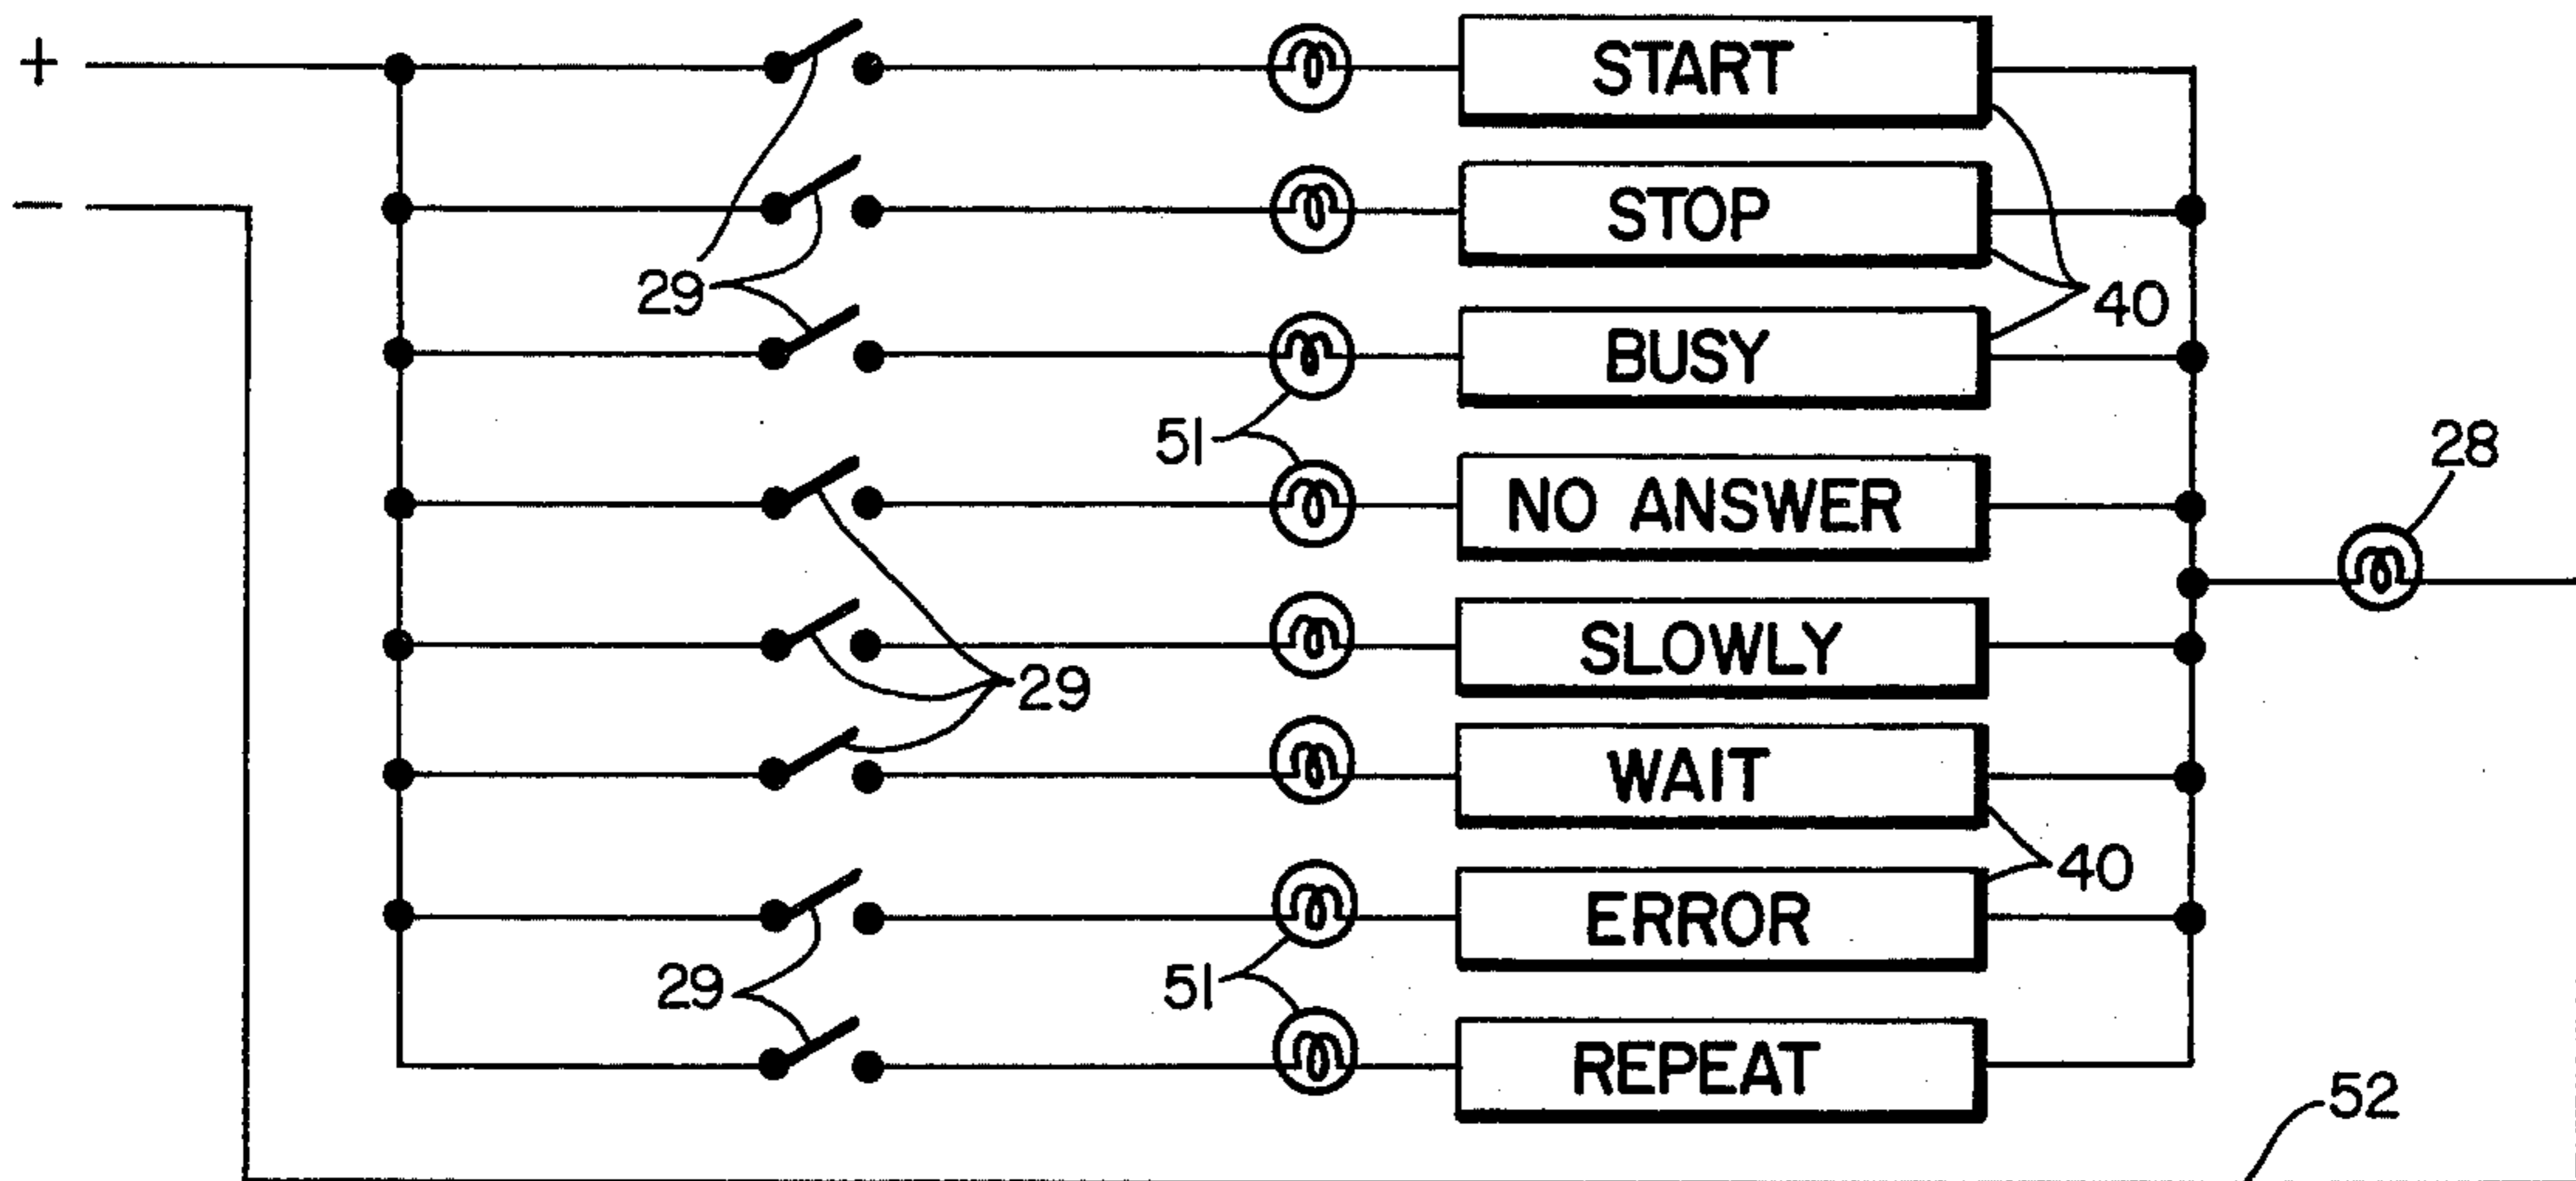 +
START
−
STOP
29
40
BUSY
51
28
NO ANSWER
SLOWLY
29
WAIT
40
ERROR
29
51
REPEAT
52